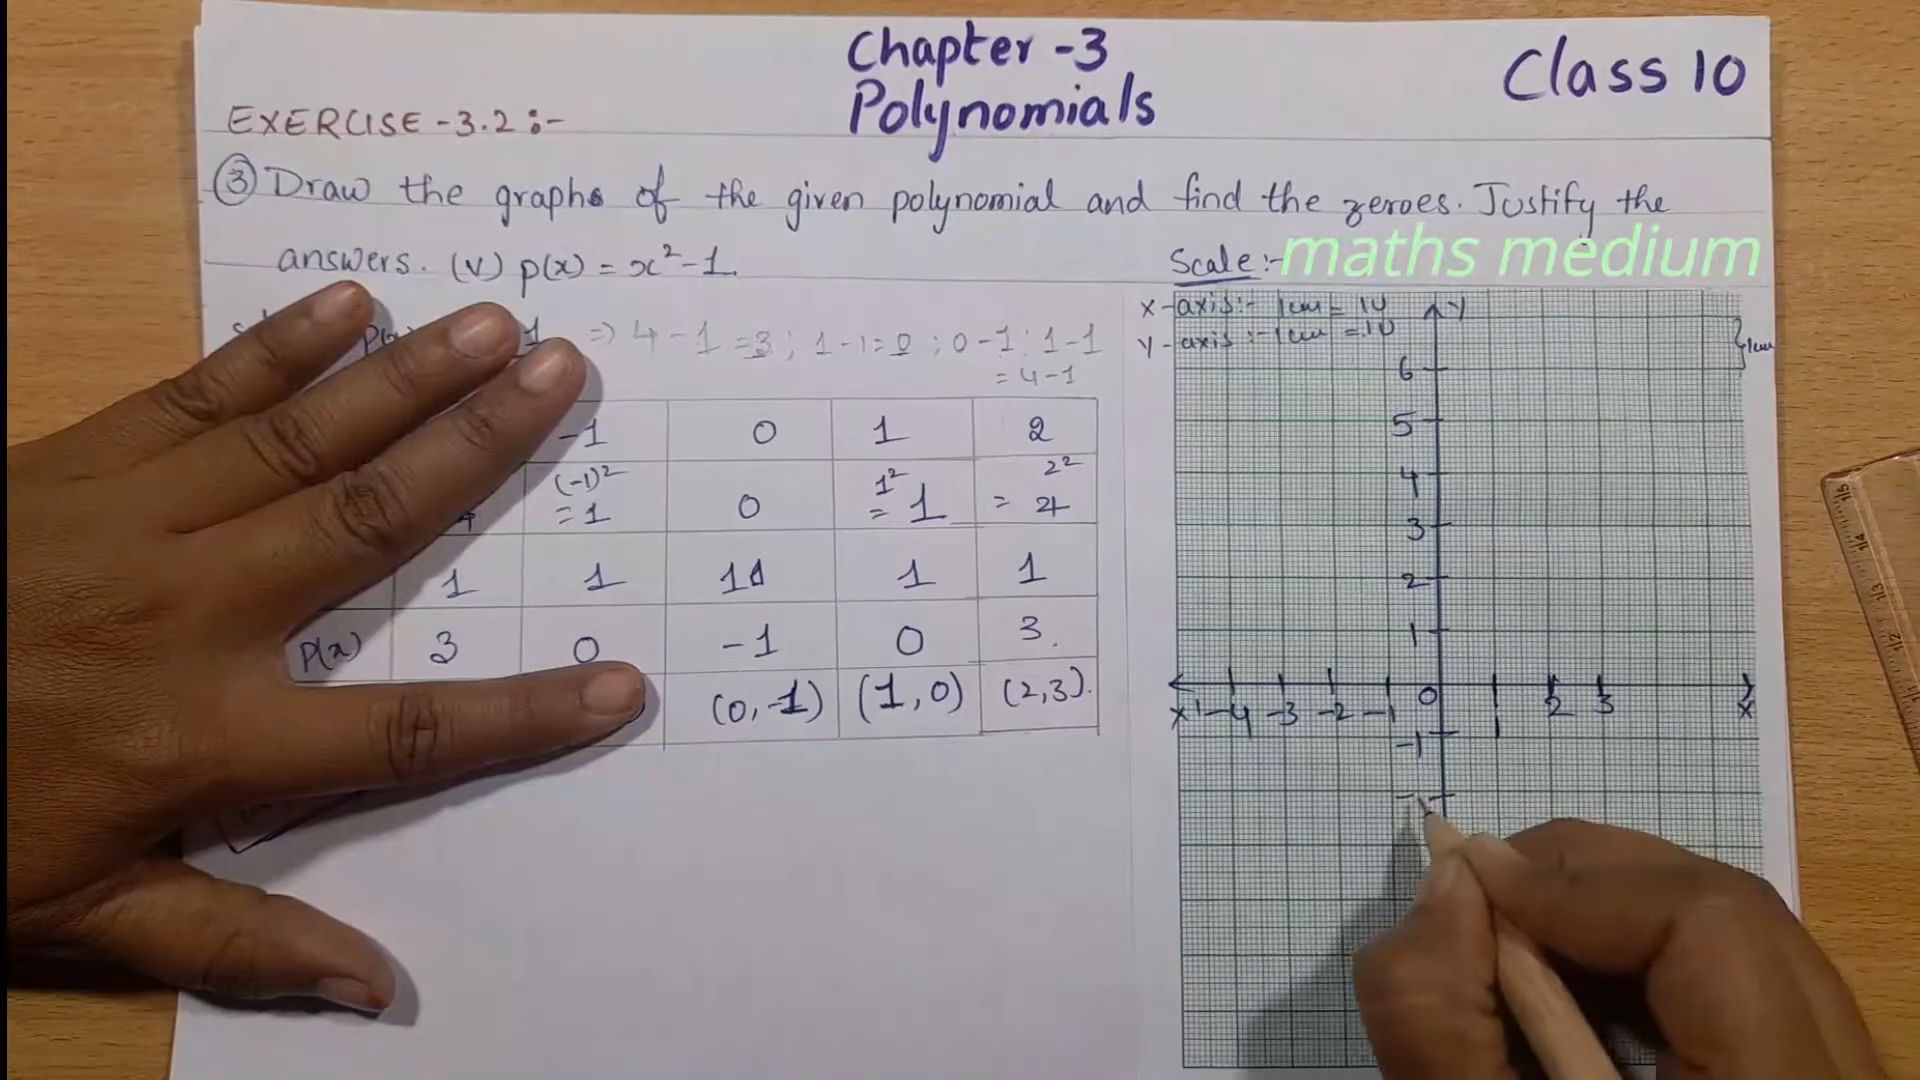 Chapter -3
Polynomials
Class 10
EXERCISE -3.2 :-
③ Draw the graphs of the given polynomial and find the zeroes. Justify the
answers. (v) p(x) = x² -1.
Scale :-
maths medium
x-axis:- 1cm = 10
y-axis :- 1cm = 10
Y
1cm
1 => 4-1=3; 1-1=0; 0-1; 1-1
= 4-1
-1 0 1 2
(-1)² 1² 2²
= 1 0 = 1 = 4
1 1 1 1
P(x) 3 0 -1 0 3.
(0,-1) (1,0) (2,3).
6
5
4
3
2
1
x' -4 -3 -2 -1 0 1 2 3 x
-1